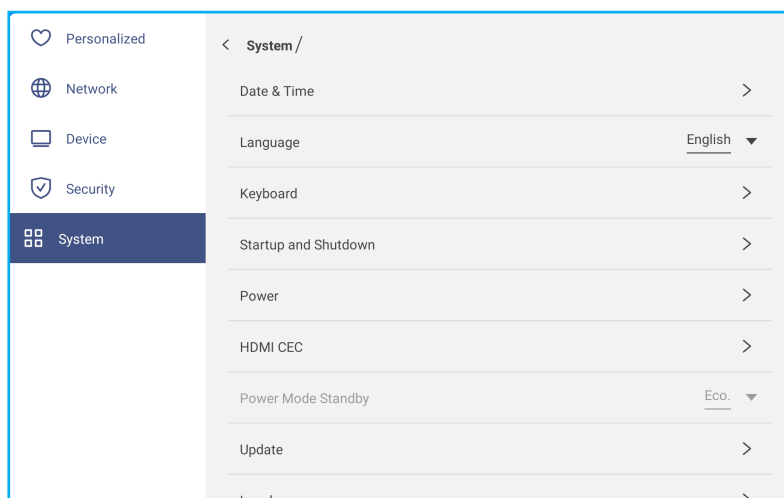 Personalized
Network
Device
Security
System
System /
Date & Time
Language English
Keyboard
Startup and Shutdown
Power
HDMI CEC
Power Mode Standby Eco.
Update